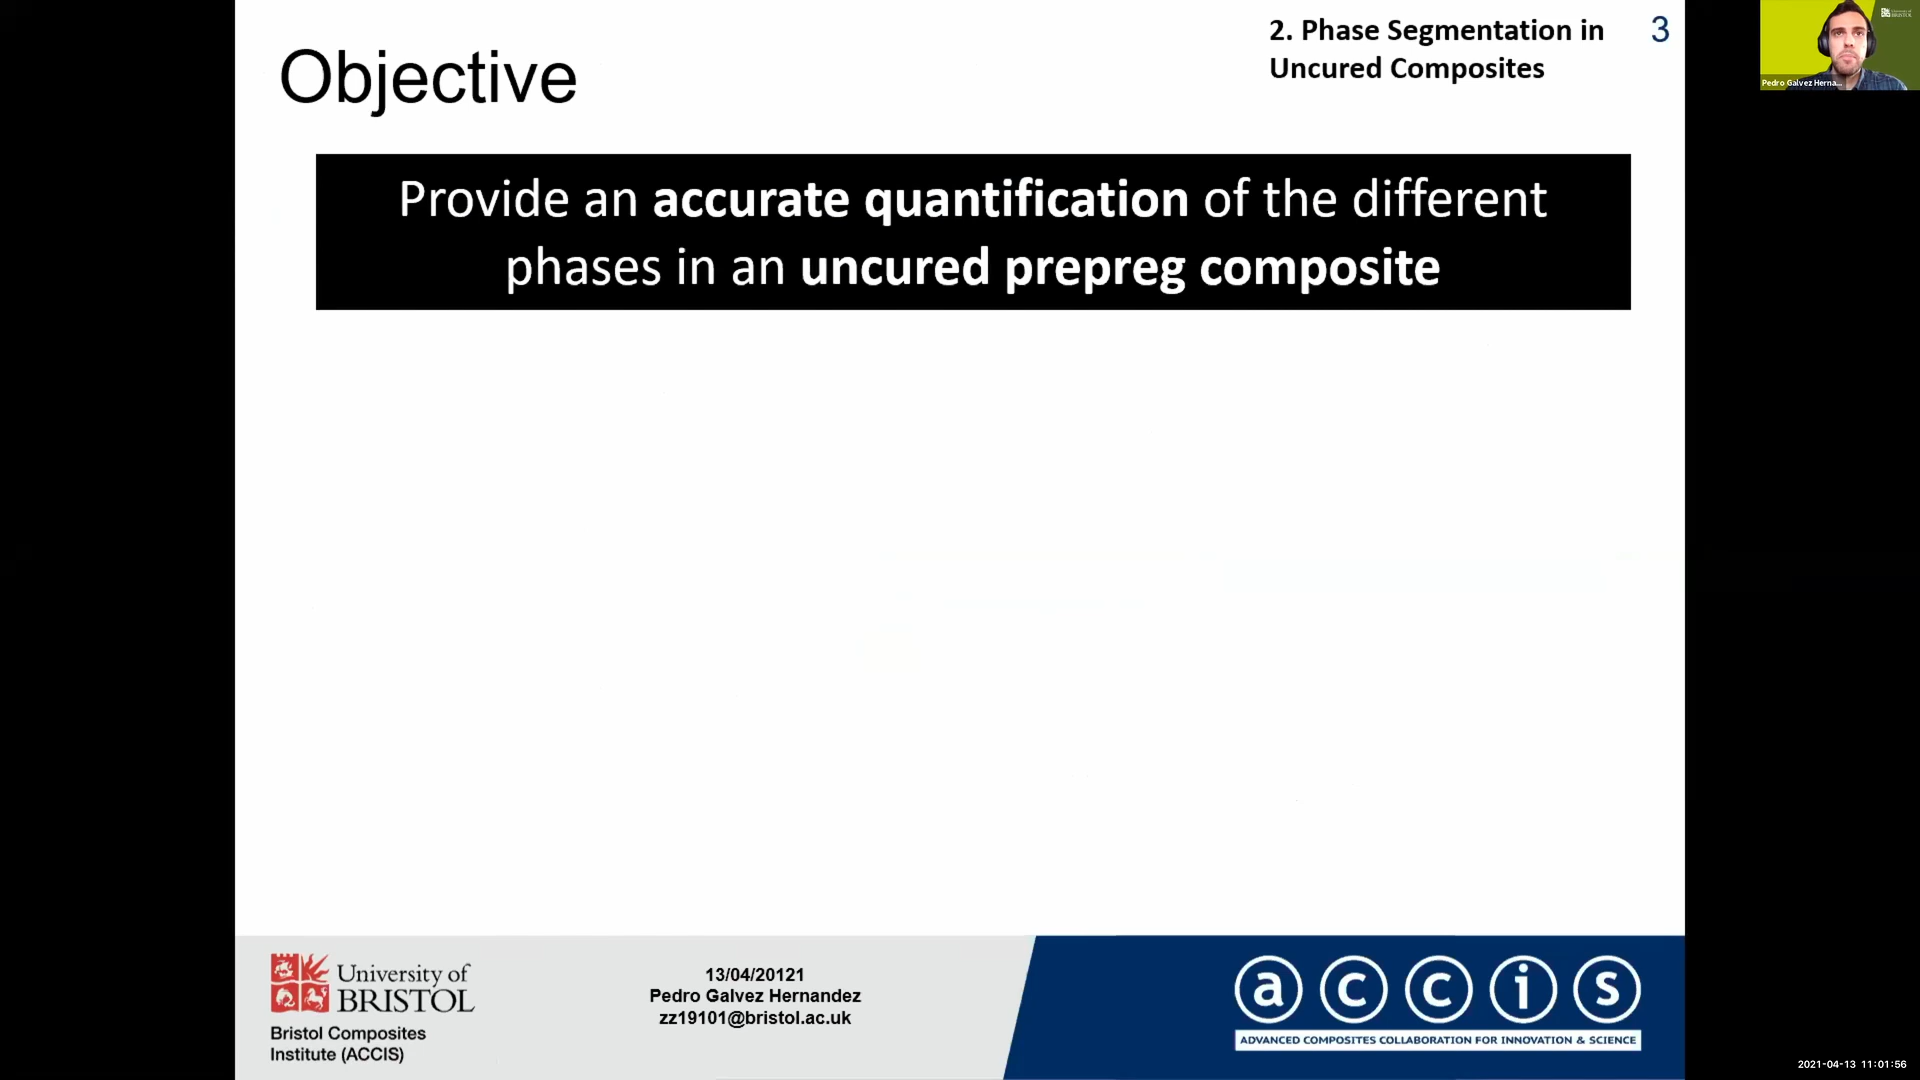 Objective
2. Phase Segmentation in
Uncured Composites
3
Pedro Galvez Herna...
Provide an accurate quantification of the different
phases in an uncured prepreg composite
University of
BRISTOL
Bristol Composites
Institute (ACCIS)
13/04/20121
Pedro Galvez Hernandez
zz19101@bristol.ac.uk
accis
ADVANCED COMPOSITES COLLABORATION FOR INNOVATION & SCIENCE
2021-04-13 11:01:56